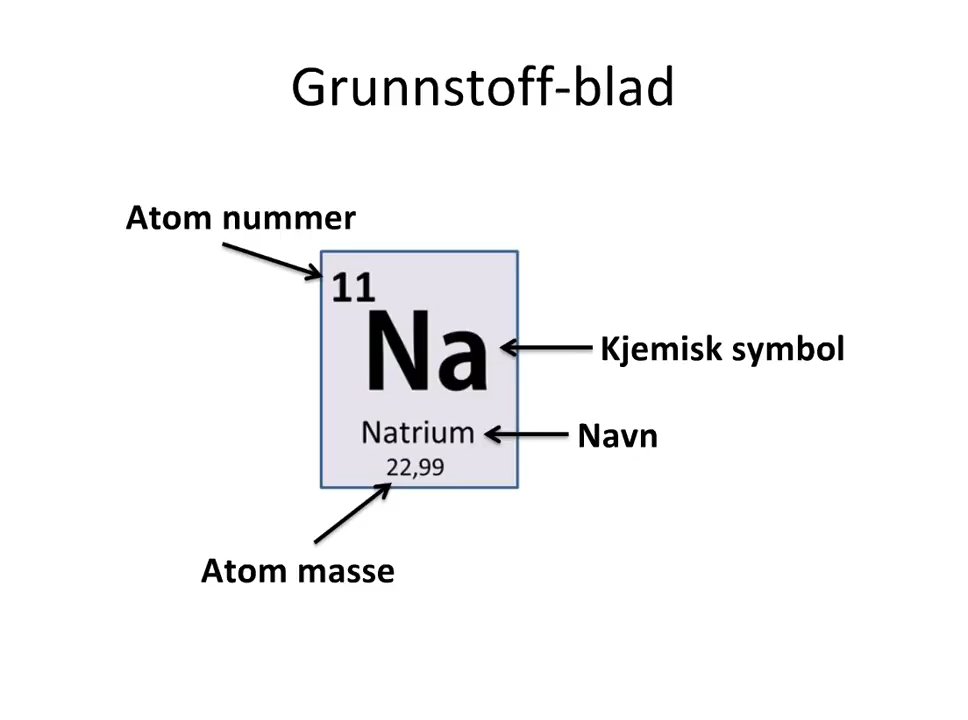 Grunnstoff-blad
Atom nummer
11
Na
Kjemisk symbol
Natrium
Navn
22,99
Atom masse